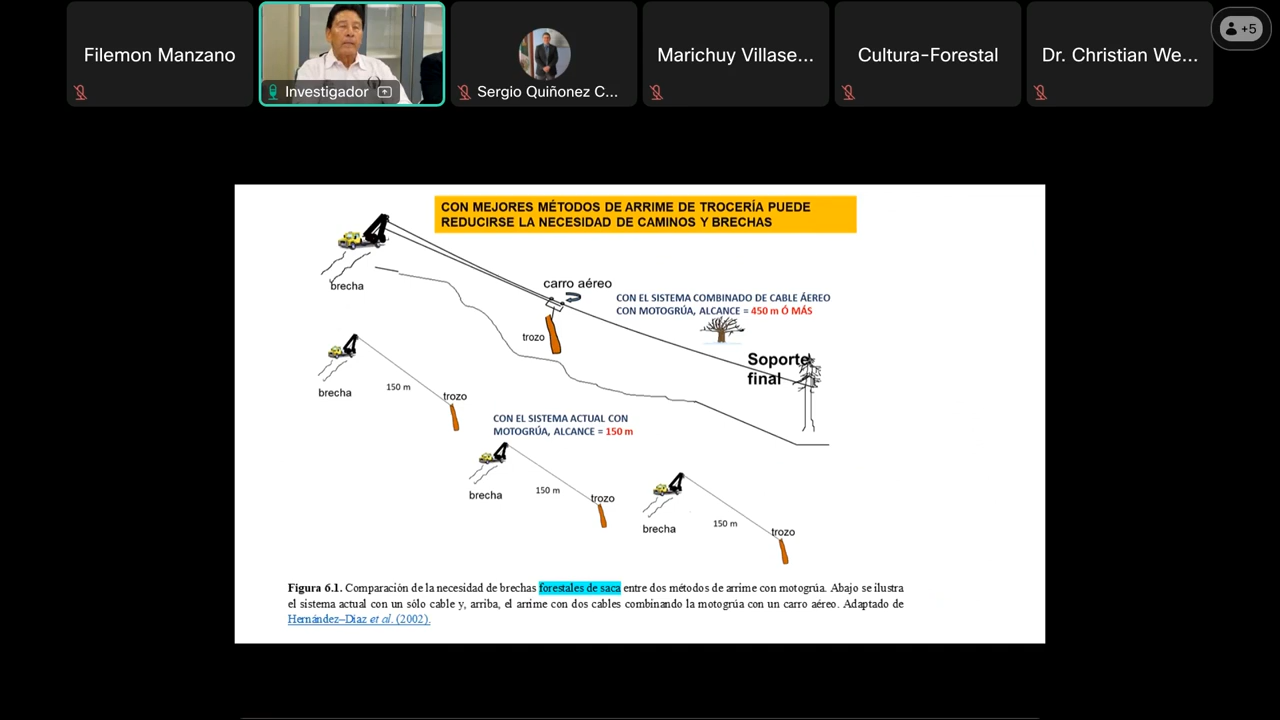 Filemon Manzano
Investigador
Sergio Quiñonez C...
Marichuy Villase...
Cultura-Forestal
Dr. Christian We...
+5
CON MEJORES MÉTODOS DE ARRIME DE TROCERÍA PUEDE
REDUCIRSE LA NECESIDAD DE CAMINOS Y BRECHAS
brecha
carro aéreo
CON EL SISTEMA COMBINADO DE CABLE ÁEREO
CON MOTOGRÚA, ALCANCE = 450 m Ó MÁS
trozo
Soporte
final
brecha
150 m
trozo
CON EL SISTEMA ACTUAL CON
MOTOGRÚA, ALCANCE = 150 m
brecha
150 m
trozo
brecha
150 m
trozo
Figura 6.1. Comparación de la necesidad de brechas forestales de saca entre dos métodos de arrime con motogrúa. Abajo se ilustra
el sistema actual con un sólo cable y, arriba, el arrime con dos cables combinando la motogrúa con un carro aéreo. Adaptado de
Hernández–Díaz et al. (2002).